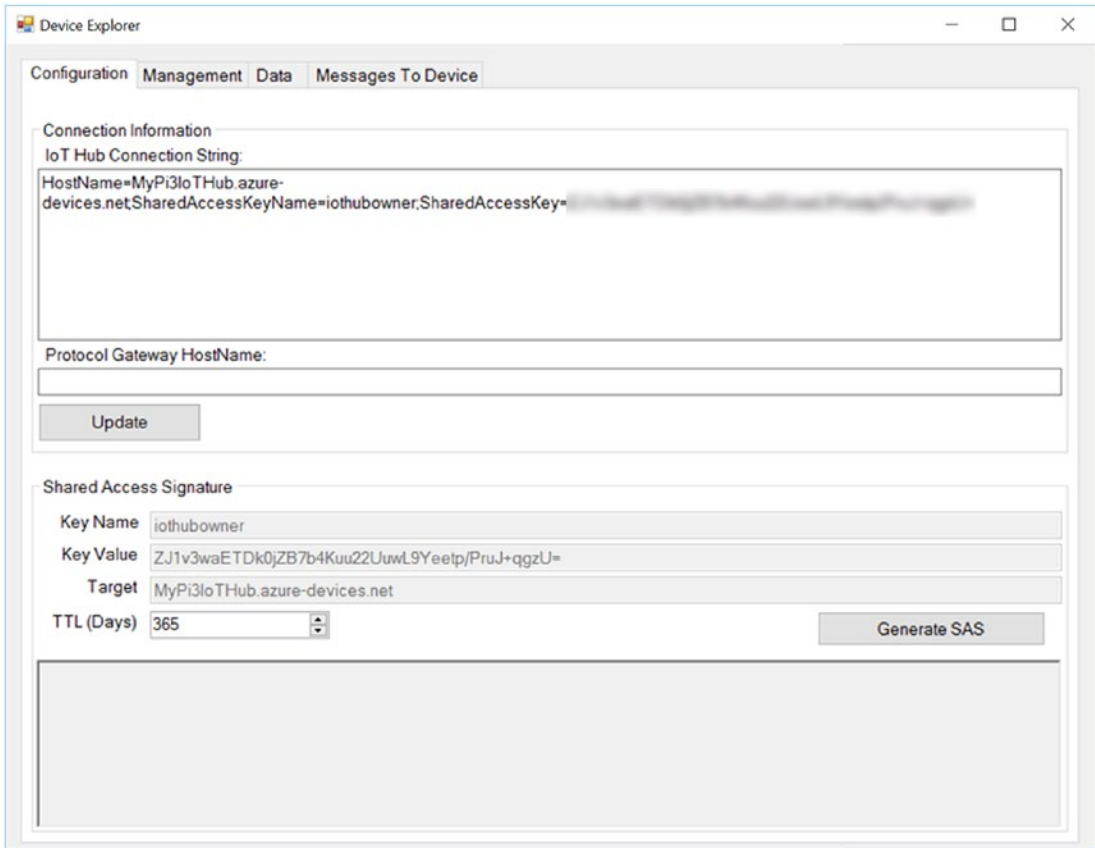 Device Explorer
Configuration Management Data Messages To Device
Connection Information
IoT Hub Connection String:
HostName=MyPi3IoTHub.azure-
devices.net;SharedAccessKeyName=iothubowner;SharedAccessKey=
Protocol Gateway HostName:
Update
Shared Access Signature
Key Name iothubowner
Key Value ZJ1v3waETDk0jZB7b4Kuu22UuwL9Yeetp/PruJ+qgzU=
Target MyPi3IoTHub.azure-devices.net
TTL (Days) 365
Generate SAS